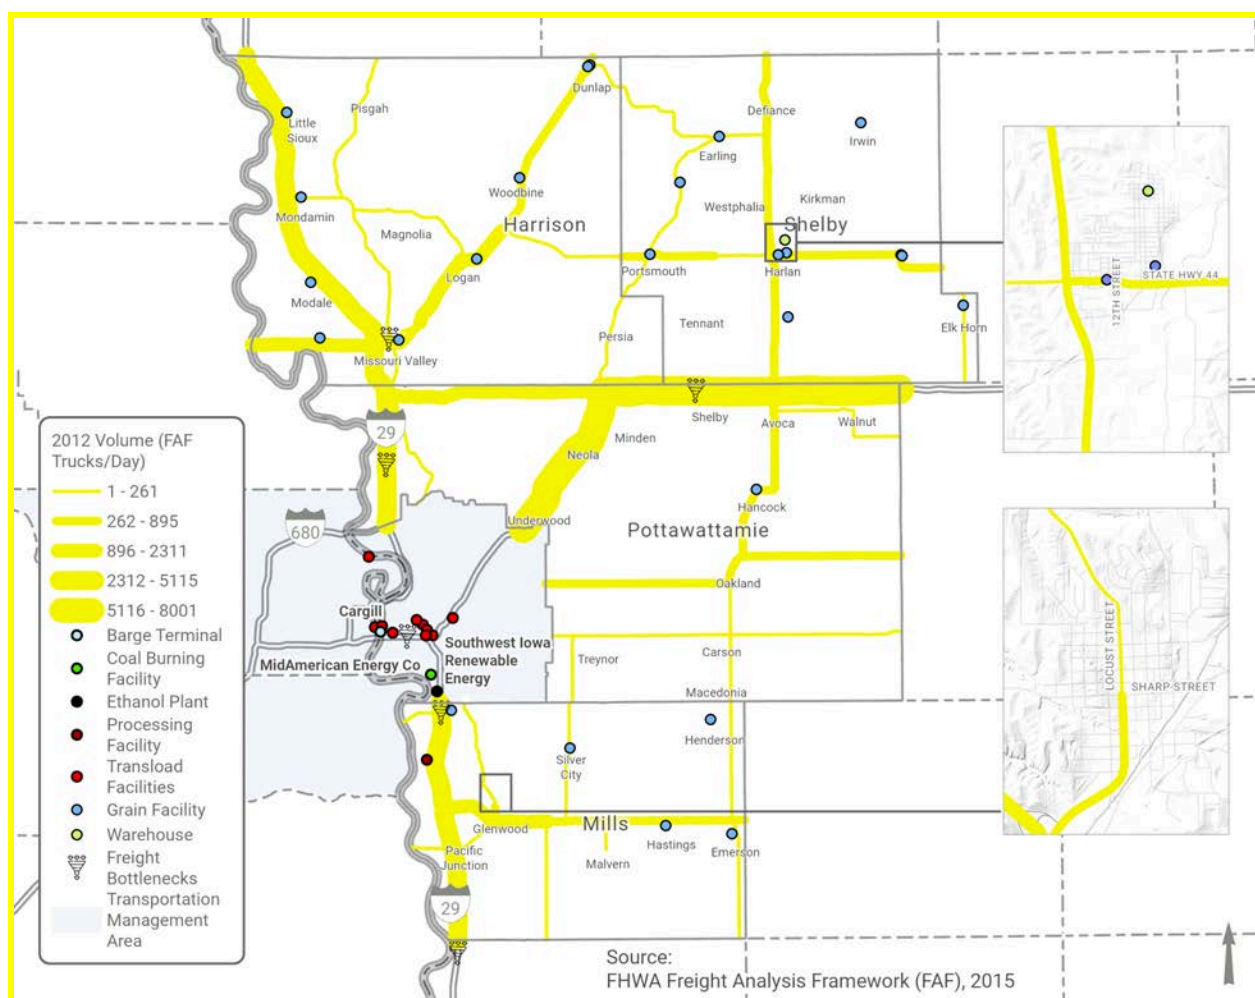 Pisgah
Dunlap
Defiance
Little
Sioux
Irwin
Earling
Woodbine
Kirkman
Westphalia
Mondamin
Harrison
Shelby
Magnolia
Logan
Portsmouth
Harlan
Modale
Tennant
Elk Horn
Persia
Missouri Valley
Shelby
Avoca
Walnut
29
Minden
Neola
Hancock
Underwood
Pottawattamie
680
Oakland
Cargill
Southwest Iowa
Renewable
Energy
MidAmerican Energy Co
Treynor
Carson
Macedonia
Henderson
Silver
City
Glenwood
Mills
Hastings
Emerson
Pacific
Junction
Malvern
29
2012 Volume (FAF
Trucks/Day)
1 - 261
262 - 895
896 - 2311
2312 - 5115
5116 - 8001
Barge Terminal
Coal Burning
Facility
Ethanol Plant
Processing
Facility
Transload
Facilities
Grain Facility
Warehouse
Freight
Bottlenecks
Transportation
Management
Area
STATE HWY 44
12TH STREET
LOCUST STREET
SHARP-STREET
Source:
FHWA Freight Analysis Framework (FAF), 2015